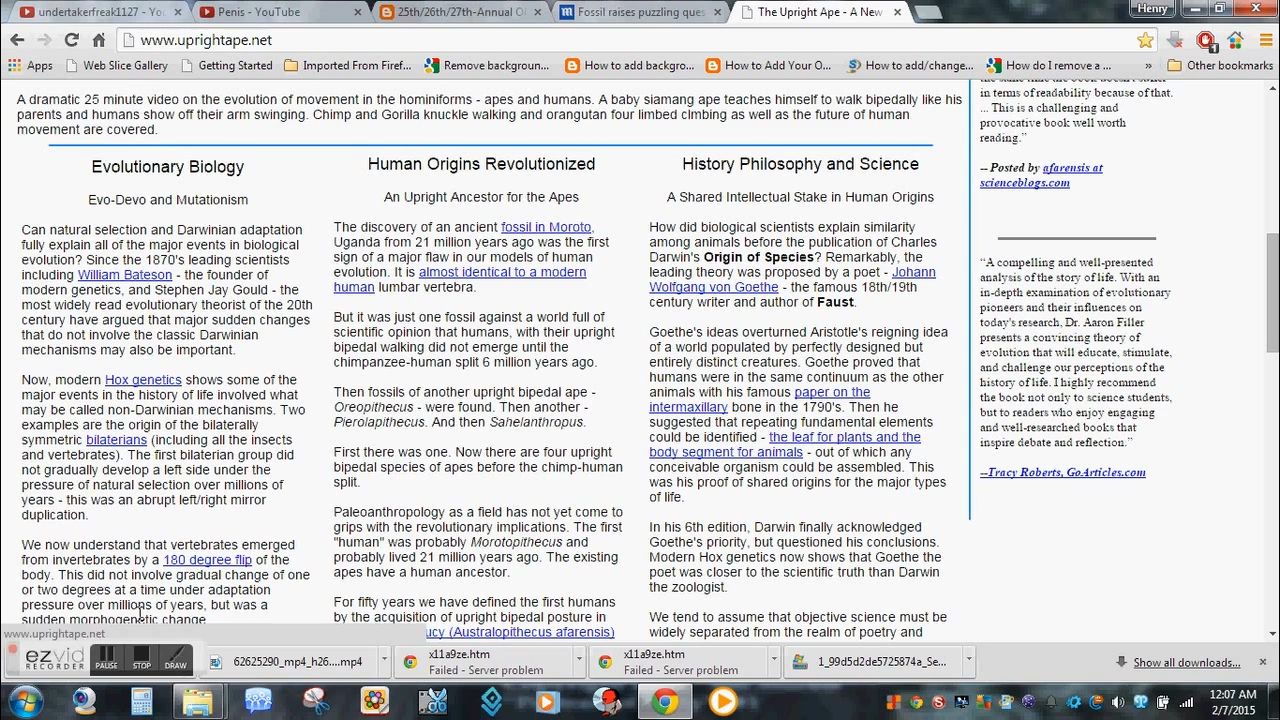 undertakerfreak1127 - You
Penis - YouTube
25th/26th/27th-Annual O
Fossil raises puzzling ques
The Upright Ape - A New
Henry
www.uprightape.net
Apps
Web Slice Gallery
Getting Started
Imported From Firef...
Remove backgroun...
How to add backgro...
How to Add Your O...
How to add/change...
How do I remove a ...
»
Other bookmarks
A dramatic 25 minute video on the evolution of movement in the hominiforms - apes and humans. A baby siamang ape teaches himself to walk bipedally like his
parents and humans show off their arm swinging. Chimp and Gorilla knuckle walking and orangutan four limbed clmbing as well as the future of human
movement are covered.
Evolutionary Biology
Evo-Devo and Mutationism
Can natural selection and Darwinian adaptation
fully explain all of the major events in biological
evolution? Since the 1870's leading scientists
including William Bateson - the founder of
modern genetics, and Stephen Jay Gould - the
most widely read evolutionary theorist of the 20th
century have argued that major sudden changes
that do not involve the classic Darwinian
mechanisms may also be important.
Now, modern Hox genetics shows some of the
major events in the history of life involved what
may be called non-Darwinian mechanisms. Two
examples are the origin of the bilaterally
symmetric bilaterians (including all the insects
and vertebrates). The first bilaterian group did
not gradually develop a left side under the
pressure of natural selection over millions of
years - this was an abrupt left/right mirror
duplication.
We now understand that vertebrates emerged
from invertebrates by a 180 degree flip of the
body. This did not involve gradual change of one
or two degrees at a time under adaptation
pressure over millions of years, but was a
sudden morphogenetic change
Human Origins Revolutionized
An Upright Ancestor for the Apes
The discovery of an ancient fossil in Moroto,
Uganda from 21 million years ago was the first
sign of a major flaw in our models of human
evolution. It is almost identical to a modern
human lumbar vertebra.
But it was just one fossil against a world full of
scientific opinion that humans, with their upright
bipedal walking did not emerge until the
chimpanzee-human split 6 million years ago.
Then fossils of another upright bipedal ape -
Oreopithecus - were found. Then another -
Pierolapithecus. And then Sahelanthropus.
First there was one. Now there are four upright
bipedal species of apes before the chimp-human
split.
Paleoanthropology as a field has not yet come to
grips with the revolutionary implications. The first
"human" was probably Morotopithecus and
probably lived 21 million years ago. The existing
apes have a human ancestor.
For fifty years we have defined the first humans
by the acquisition of upright bipedal posture in
ucy (Australopithecus afarensis)
History Philosophy and Science
A Shared Intellectual Stake in Human Origins
How did biological scientists explain similarity
among animals before the publication of Charles
Darwin's Origin of Species? Remarkably, the
leading theory was proposed by a poet - Johann
Wolfgang von Goethe - the famous 18th/19th
century writer and author of Faust.
Goethe's ideas overturned Aristotle's reigning idea
of a world populated by perfectly designed but
entirely distinct creatures. Goethe proved that
humans were in the same continuum as the other
animals with his famous paper on the
intermaxillary bone in the 1790's. Then he
suggested that repeating fundamental elements
could be identified - the leaf for plants and the
body segment for animals - out of which any
conceivable organism could be assembled. This
was his proof of shared origins for the major types
of life.
In his 6th edition, Darwin finally acknowledged
Goethe's priority, but questioned his conclusions.
Modern Hox genetics now shows that Goethe the
poet was closer to the scientific truth than Darwin
the zoologist.
We tend to assume that objective science must be
widely separated from the realm of poetry and
in terms of readability because of that.
... This is a challenging and
provocative book well worth
reading.”
-- Posted by afarensis at
scienceblogs.com
“A compelling and well-presented
analysis of the story of life. With an
in-depth examination of evolutionary
pioneers and their influences on
today's research, Dr. Aaron Filler
presents a convincing theory of
evolution that will educate, stimulate,
and challenge our perceptions of the
history of life. I highly recommend
the book not only to science students,
but to readers who enjoy engaging
and well-researched books that
inspire debate and reflection.”
--Tracy Roberts, GoArticles.com
www.uprightape.net
ezvid
RECORDER
PAUSE
STOP
DRAW
62625290_mp4_h26....mp4
x11a9ze.htm
Failed - Server problem
x11a9ze.htm
Failed - Server problem
1_99d5d2de5725874a_Se...
Show all downloads...
12:07 AM
2/7/2015